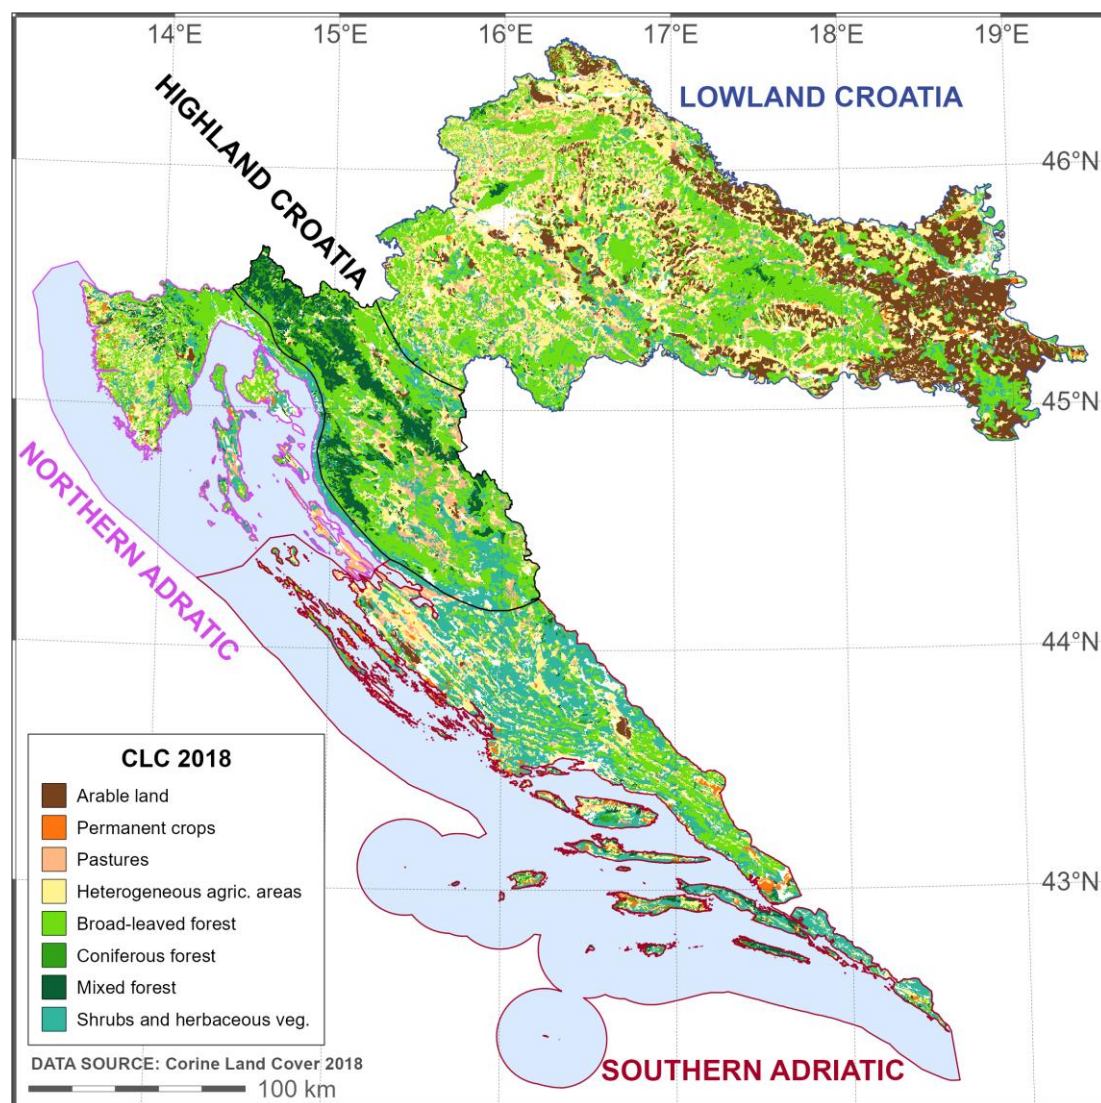 14°E 15°E 16°E 17°E 18°E 19°E
LOWLAND CROATIA
HIGHLAND CROATIA
46°N
45°N
NORTHERN ADRATIC
44°N
CLC 2018
Arable land
Permanent crops
Pastures
Heterogeneous agric. areas
43°N
Broad-leaved forest
Coniferous forest
Mixed forest
Shrubs and herbaceous veg.
DATA SOURCE: Corine Land Cover 2018
SOUTHERN ADRIATIC
100 km